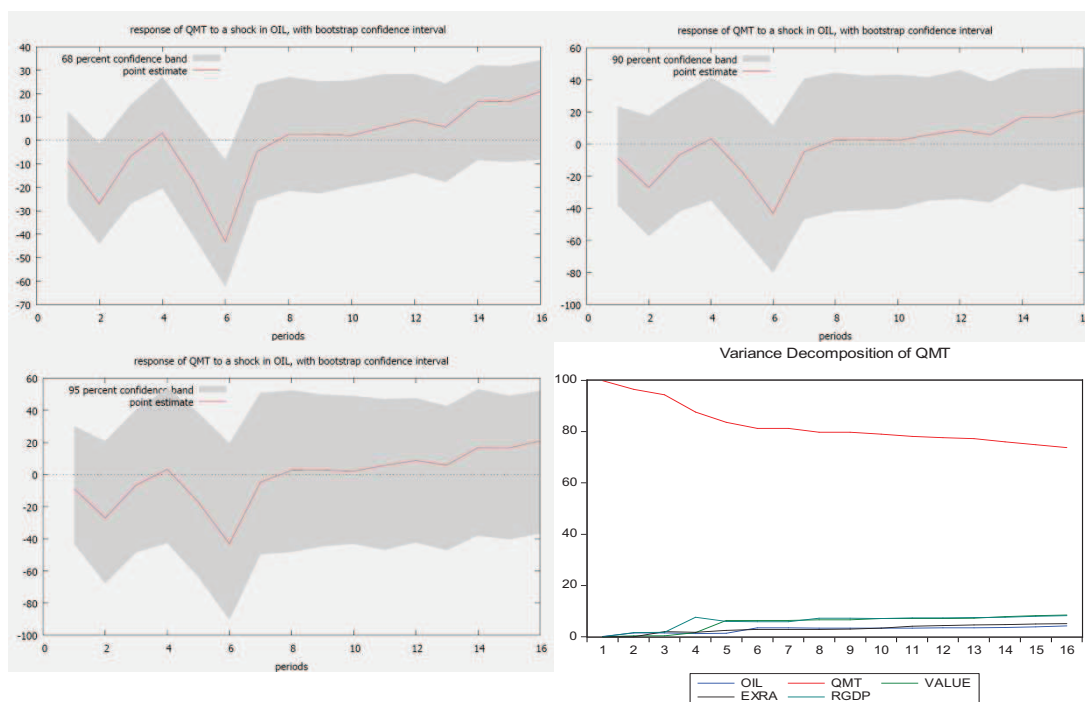 response of QMT to a shock in OIL, with bootstrap confidence interval
68 percent confidence band
point estimate
40
30
20
10
0
-10
-20
-30
-40
-50
-60
-70
0 2 4 6 8 10 12 14 16
periods
response of QMT to a shock in OIL, with bootstrap confidence interval
90 percent confidence band
point estimate
60
40
20
0
-20
-40
-60
-80
-100
0 2 4 6 8 10 12 14 1
periods
response of QMT to a shock in OIL, with bootstrap confidence interval
95 percent confidence band
point estimate
60
40
20
0
-20
-40
-60
-80
-100
0 2 4 6 8 10 12 14 16
periods
Variance Decomposition of QMT
100
80
60
40
20
0
1 2 3 4 5 6 7 8 9 10 11 12 13 14 15 16
OIL QMT VALUE
EXRA RGDP